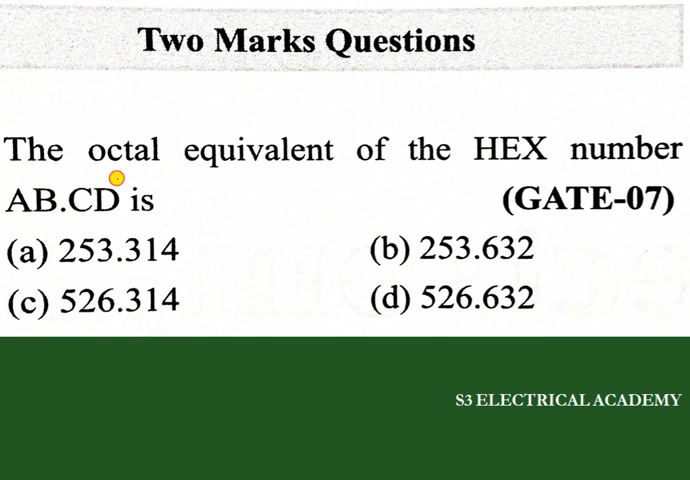 Two Marks Questions
The octal equivalent of the HEX number
AB.CD is (GATE-07)
(a) 253.314 (b) 253.632
(c) 526.314 (d) 526.632
S3 ELECTRICAL ACADEMY